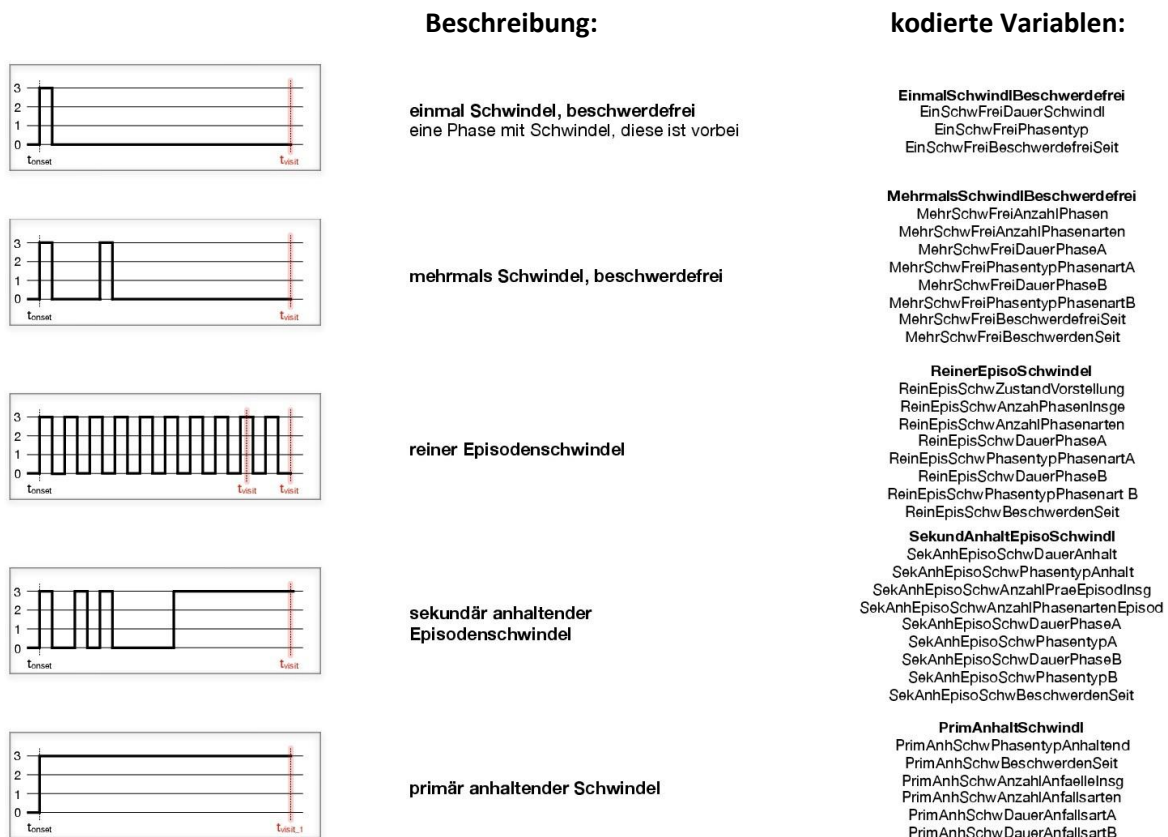 Beschreibung:
kodierte Variablen:
3
2
1
0
tonset
tvisit
einmal Schwindel, beschwerdefrei
eine Phase mit Schwindel, diese ist vorbei
EinmalSchwindlBeschwerdefrei
EinSchwFreiDauerSchwindl
EinSchwFreiPhasentyp
EinSchwFreiBeschwerdefreiSeit
3
2
1
0
tonset
tvisit
mehrmals Schwindel, beschwerdefrei
MehrmalsSchwindlBeschwerdefrei
MehrSchwFreiAnzahlPhasen
MehrSchwFreiAnzahlPhasenarten
MehrSchwFreiDauerPhaseA
MehrSchwFreiPhasentypPhasenartA
MehrSchwFreiDauerPhaseB
MehrSchwFreiPhasentypPhasenartB
MehrSchwFreiBeschwerdefreiSeit
MehrSchwFreiBeschwerdenSeit
3
2
1
0
tonset
tvisit tvisit
reiner Episodenschwindel
ReinerEpisoSchwindel
ReinEpisSchwZustandVorstellung
ReinEpisSchwAnzahPhasenInsge
ReinEpisSchwAnzahlPhasenarten
ReinEpisSchwDauerPhaseA
ReinEpisSchwPhasentypPhasenartA
ReinEpisSchwDauerPhaseB
ReinEpisSchwPhasentypPhasenart B
ReinEpisSchwBeschwerdenSeit
3
2
1
0
tonset
tvisit
sekundär anhaltender
Episodenschwindel
SekundAnhaltEpisoSchwindl
SekAnhEpisoSchwDauerAnhalt
SekAnhEpisoSchwPhasentypAnhalt
SekAnhEpisoSchwAnzahlPraeEpisodInsg
SekAnhEpisoSchwAnzahlPhasenartenEpisod
SekAnhEpisoSchwDauerPhaseA
SekAnhEpisoSchwPhasentypA
SekAnhEpisoSchwDauerPhaseB
SekAnhEpisoSchwPhasentypB
SekAnhEpisoSchwBeschwerdenSeit
3
2
1
0
tonset
tvisit_1
primär anhaltender Schwindel
PrimAnhaltSchwindl
PrimAnhSchwPhasentypAnhaltend
PrimAnhSchwBeschwerdenSeit
PrimAnhSchwAnzahlAnfaelleInsg
PrimAnhSchwAnzahlAnfallsarten
PrimAnhSchwDauerAnfallsartA
PrimAnhSchwDauerAnfallsartB